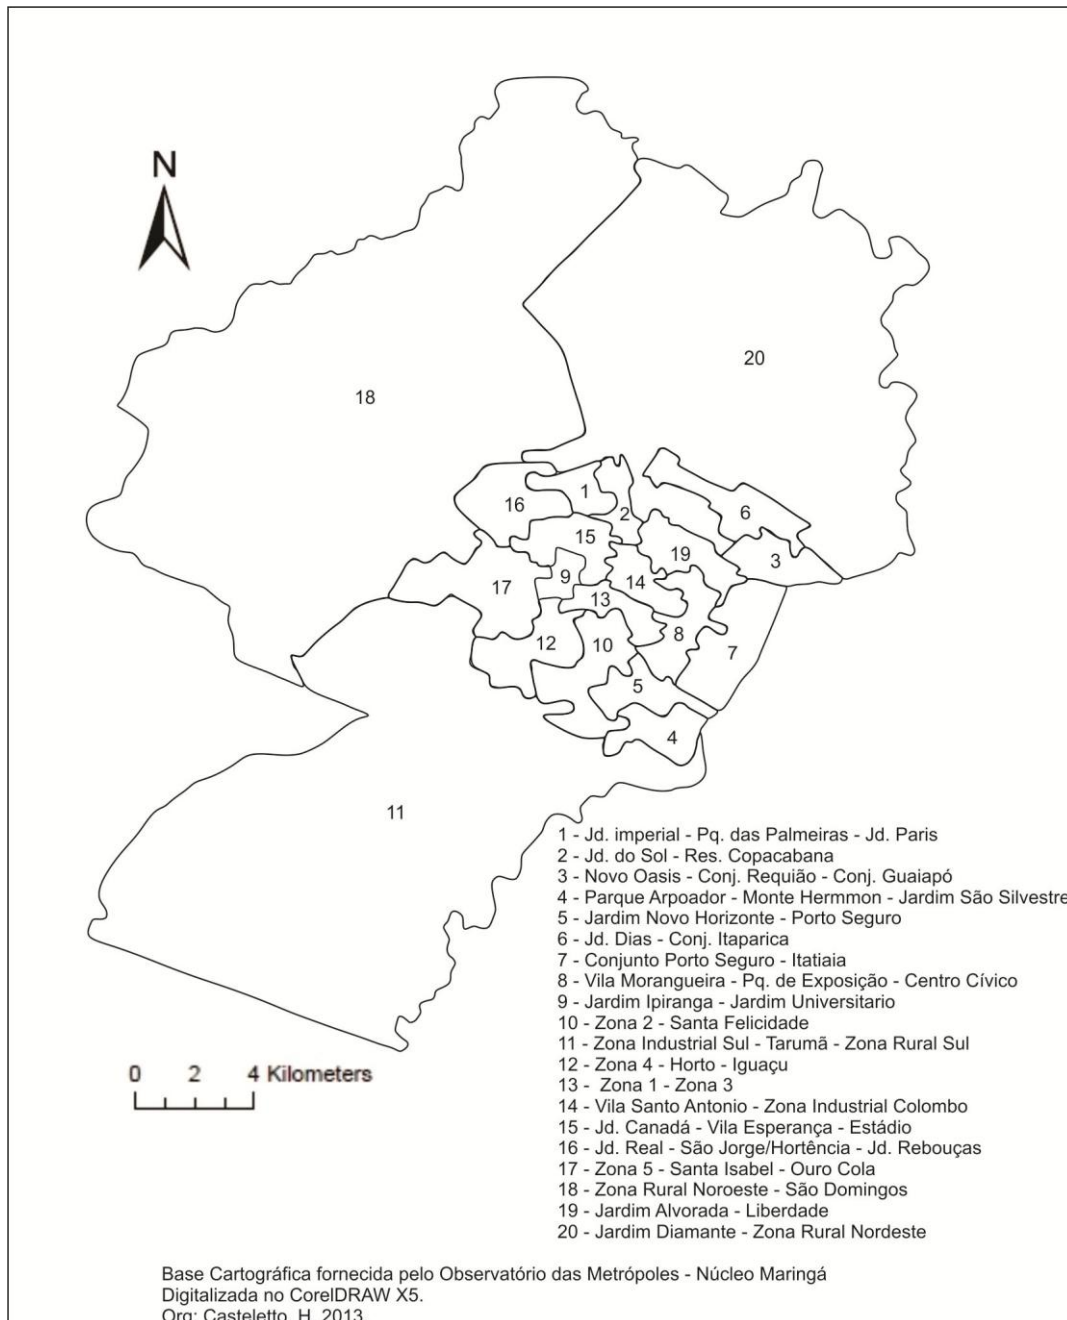 N
20
18
6
1
16
2
15
19
3
9
14
17
13
8
12
10
7
5
4
11
1 - Jd. imperial - Pq. das Palmeiras - Jd. Paris
2 - Jd. do Sol - Res. Copacabana
3 - Novo Oasis - Conj. Requião - Conj. Guaiapó
4 - Parque Arpoador - Monte Hermmon - Jardim São Silvestre
5 - Jardim Novo Horizonte - Porto Seguro
6 - Jd. Dias - Conj. Itaparica
7 - Conjunto Porto Seguro - Itatiaia
8 - Vila Morangueira - Pq. de Exposição - Centro Cívico
9 - Jardim Ipiranga - Jardim Universitario
10 - Zona 2 - Santa Felicidade
11 - Zona Industrial Sul - Tarumã - Zona Rural Sul
12 - Zona 4 - Horto - Iguaçu
13 - Zona 1 - Zona 3
14 - Vila Santo Antonio - Zona Industrial Colombo
15 - Jd. Canadá - Vila Esperança - Estádio
16 - Jd. Real - São Jorge/Hortência - Jd. Rebouças
17 - Zona 5 - Santa Isabel - Ouro Cola
18 - Zona Rural Noroeste - São Domingos
19 - Jardim Alvorada - Liberdade
20 - Jardim Diamante - Zona Rural Nordeste
0 2 4 Kilometers
Base Cartográfica fornecida pelo Observatório das Metrópoles - Núcleo Maringá
Digitalizada no CorelDRAW X5.
Org: Casteletto, H. 2013